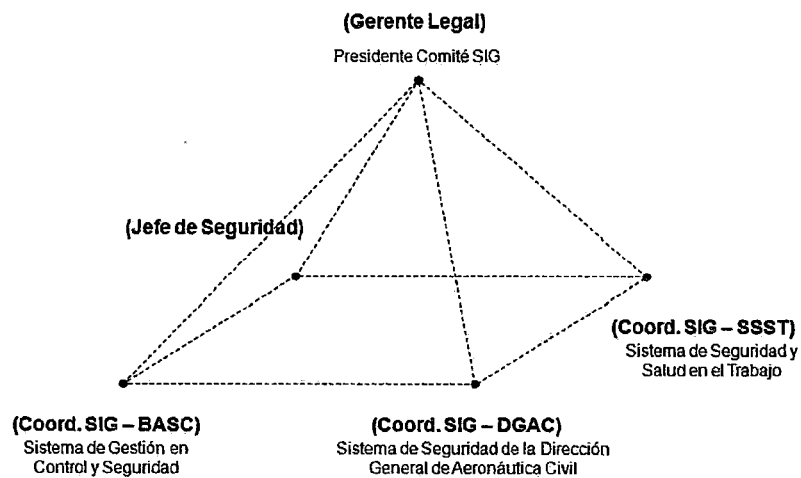 (Gerente Legal)
Presidente Comité SIG
(Jefe de Seguridad)
(Coord. SIG – SSST)
Sistema de Seguridad y
Salud en el Trabajo
(Coord. SIG – BASC)
Sistema de Gestión en
Control y Seguridad
(Coord. SIG – DGAC)
Sistema de Seguridad de la Dirección
General de Aeronáutica Civil